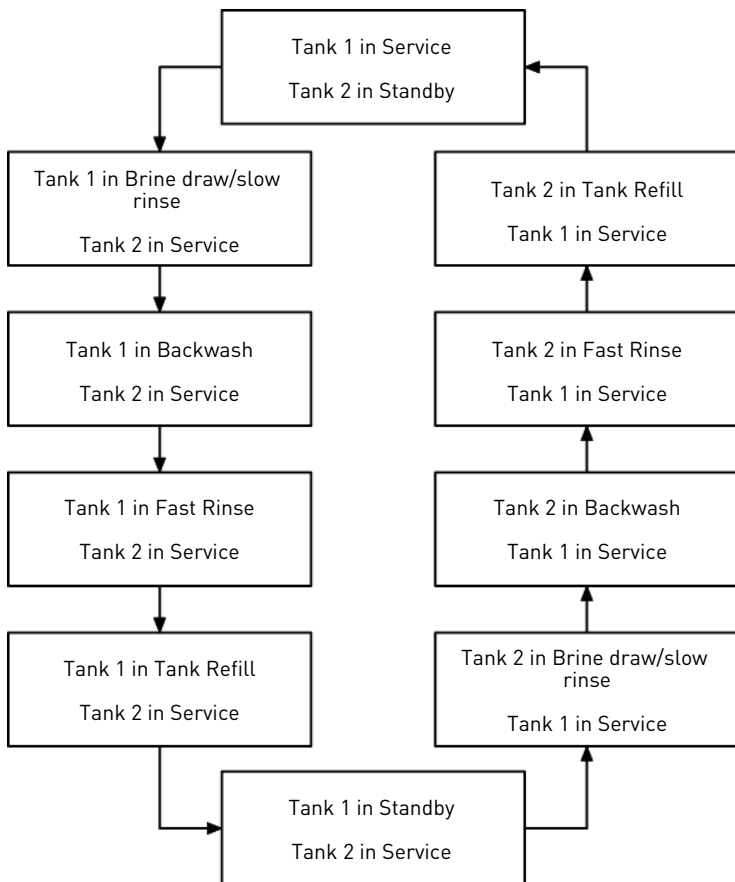 Tank 1 in Service
Tank 2 in Standby
Tank 1 in Brine draw/slow
rinse
Tank 2 in Service
Tank 1 in Backwash
Tank 2 in Service
Tank 1 in Fast Rinse
Tank 2 in Service
Tank 1 in Tank Refill
Tank 2 in Service
Tank 1 in Standby
Tank 2 in Service
Tank 2 in Brine draw/slow
rinse
Tank 1 in Service
Tank 2 in Backwash
Tank 1 in Service
Tank 2 in Fast Rinse
Tank 1 in Service
Tank 2 in Tank Refill
Tank 1 in Service